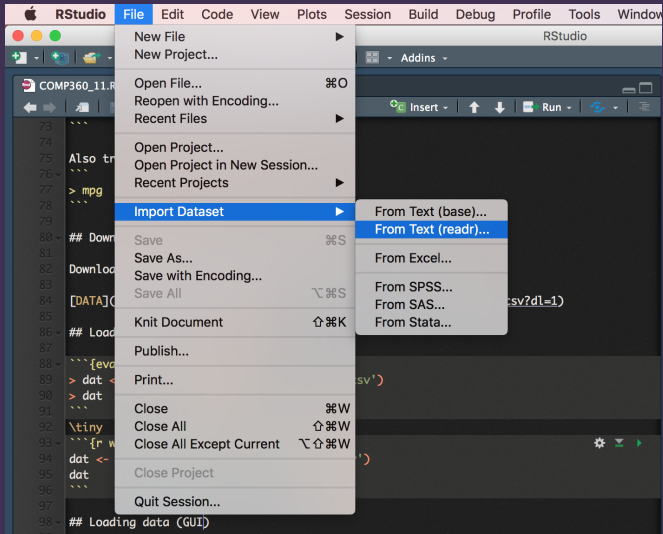 RStudio File Edit Code View Plots Session Build Debug Profile Tools Window
RStudio
Addins
COMP360_11.R
Insert Run
New File
New Project...
Open File... ⌘O
Reopen with Encoding...
Recent Files
Open Project...
Open Project in New Session...
Recent Projects
Import Dataset
Save ⌘S
Save As...
Save with Encoding...
Save All ⌥⌘S
Knit Document ⇧⌘K
Publish...
Print...
Close ⌘W
Close All ⇧⌘W
Close All Except Current ⌥⇧⌘W
Close Project
Quit Session...
From Text (base)...
From Text (readr)...
From Excel...
From SPSS...
From SAS...
From Stata...
73 ```
74
75 Also tr
76 ```
77 > mpg
78 ```
79
80 ## Down
81
82 Downloa
83
84 [DATA]( csv?dl=1)
85
86 ## Load
87
88 ```{eva
89 > dat < sv')
90 > dat
91 ```
92 \tiny
93 ```{r w
94 dat <- ')
95 dat
96 ```
97
98 ## Loading data (GUI)